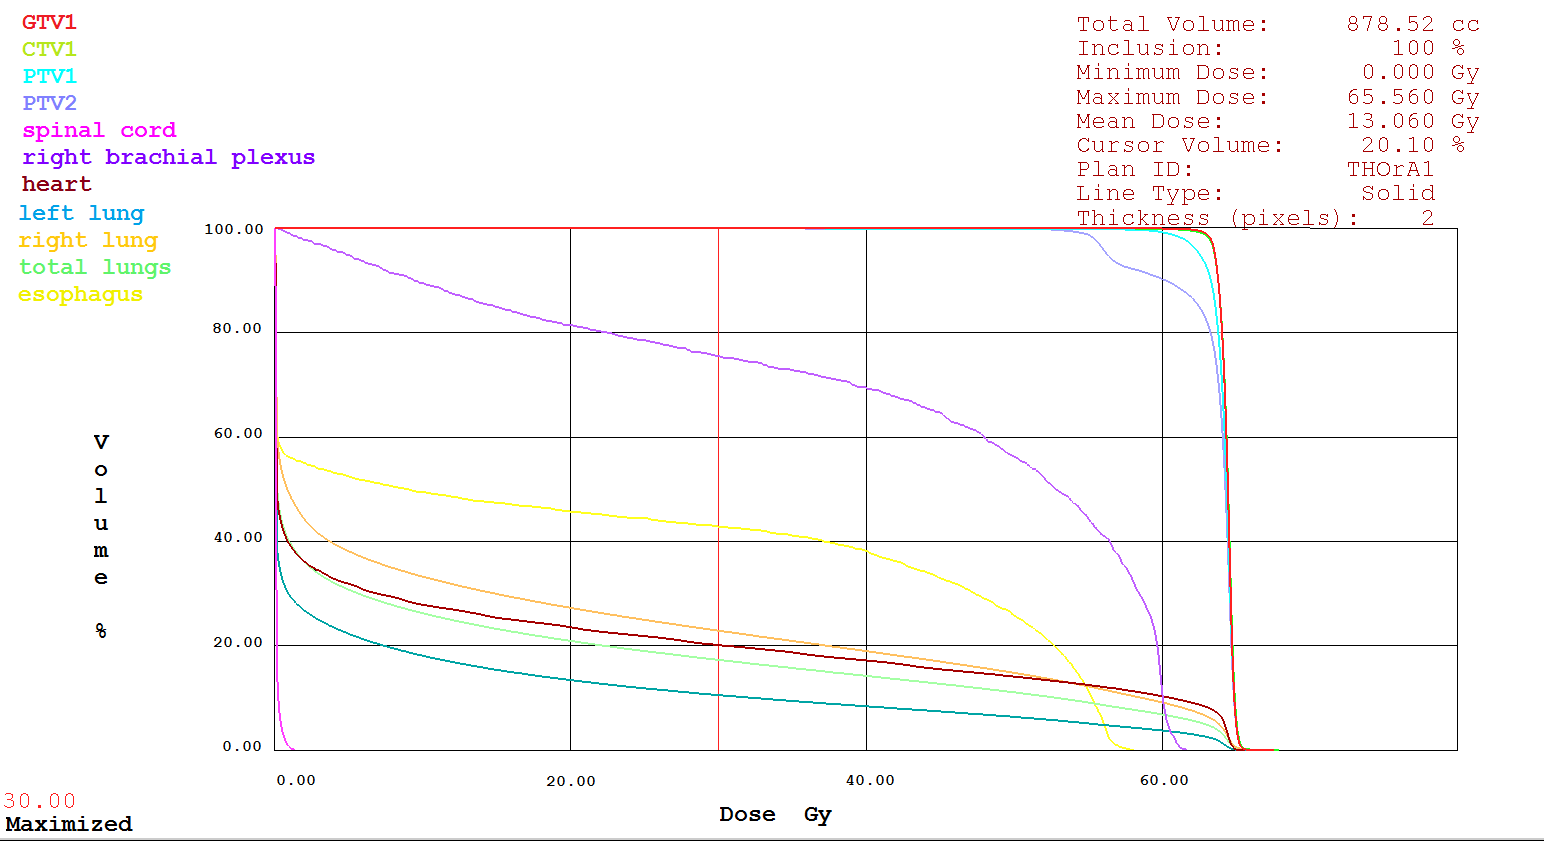 GTV1
CTV1
PTV1
PTV2
spinal cord
right brachial plexus
heart
left lung
right lung
total lungs
esophagus
Total Volume: 878.52 cc
Inclusion: 100 %
Minimum Dose: 0.000 Gy
Maximum Dose: 65.560 Gy
Mean Dose: 13.060 Gy
Cursor Volume: 20.10 %
Plan ID: THOrA1
Line Type: Solid
Thickness (pixels): 2
100.00
80.00
60.00
40.00
20.00
0.00
Volume %
0.00 20.00 40.00 60.00
Dose Gy
30.00
Maximized